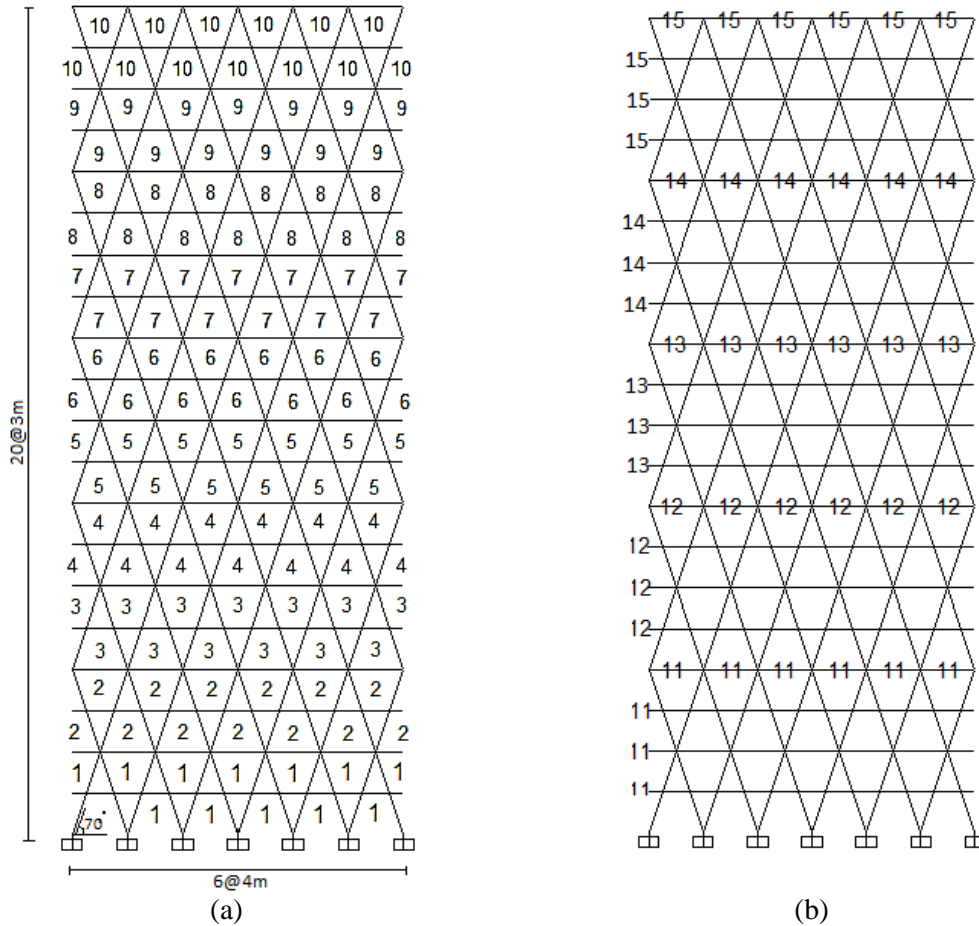 10 10 10 10 10 10
10 10 10 10 10 10 10
9 9 9 9 9 9 9
9 9 9 9 9 9
8 8 8 8 8 8
8 8 8 8 8 8 8
7 7 7 7 7 7 7
7 7 7 7 7 7
6 6 6 6 6 6
6 6 6 6 6 6 6
5 5 5 5 5 5 5
5 5 5 5 5 5
4 4 4 4 4 4
4 4 4 4 4 4 4
3 3 3 3 3 3 3
3 3 3 3 3 3
2 2 2 2 2 2
2 2 2 2 2 2 2
1 1 1 1 1 1 1
1 1 1 1 1
70°
20@3m
6@4m
(a)
15 15 15 15 15
15
15
15
14 14 14 14 14 14
14
14
14
13 13 13 13 13 13
13
13
13
12 12 12 12 12 12
12
12
12
11 11 11 11 11 11
11
11
11
(b)